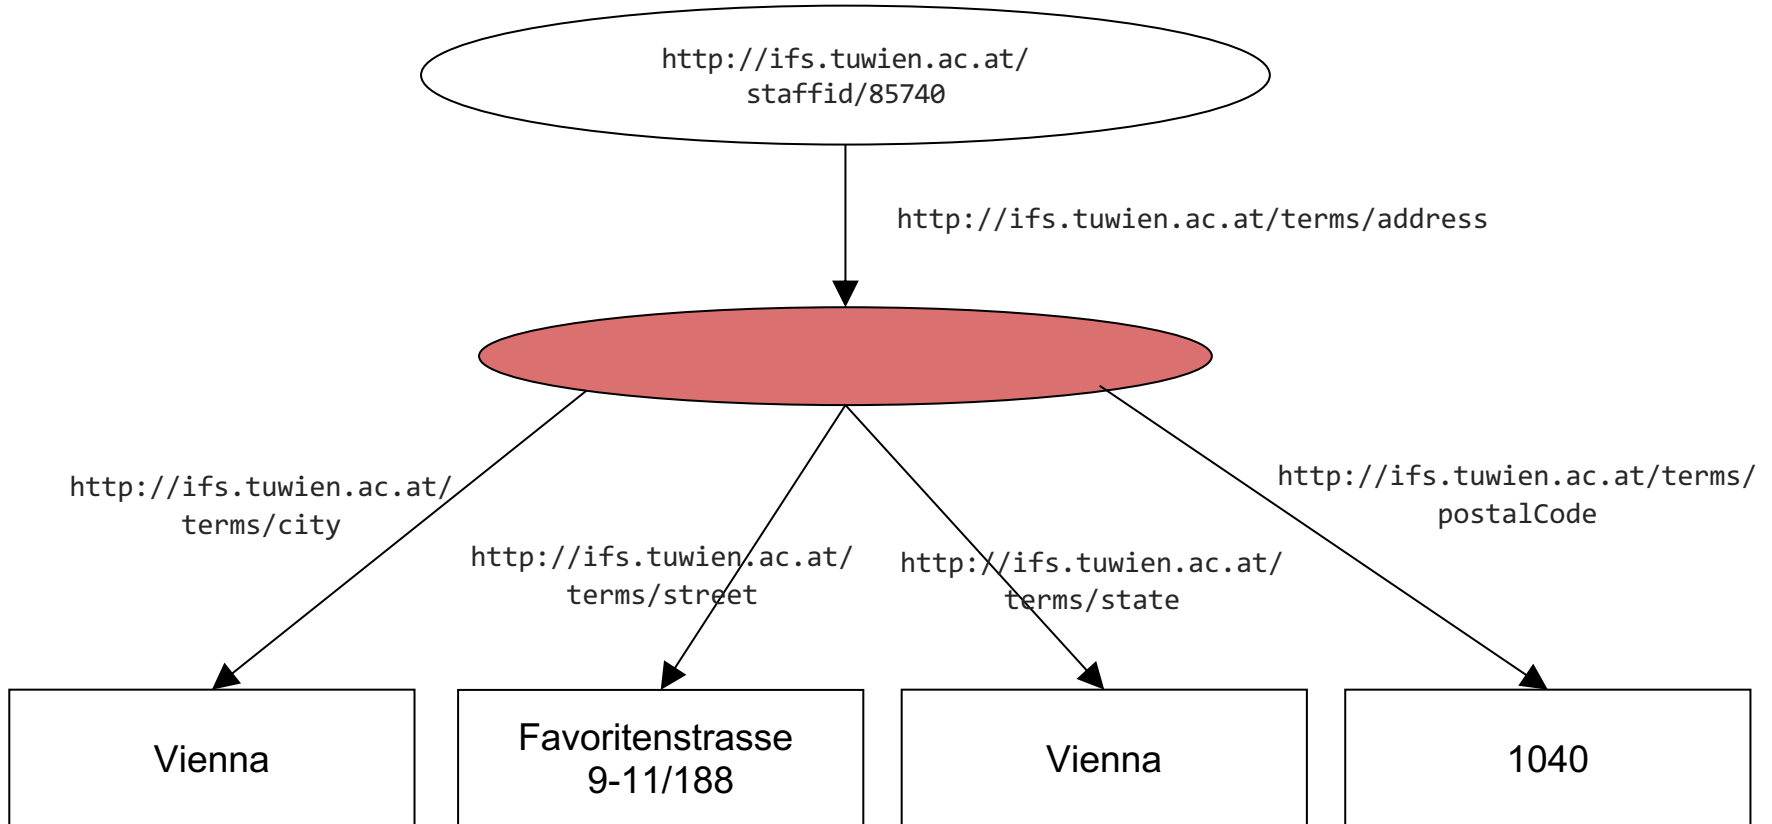 http://ifs.tuwien.ac.at/
staffid/85740
http://ifs.tuwien.ac.at/terms/address
http://ifs.tuwien.ac.at/
terms/city
http://ifs.tuwien.ac.at/
terms/street
http://ifs.tuwien.ac.at/
terms/state
http://ifs.tuwien.ac.at/terms/
postalCode
Vienna
Favoritenstrasse
9-11/188
Vienna
1040